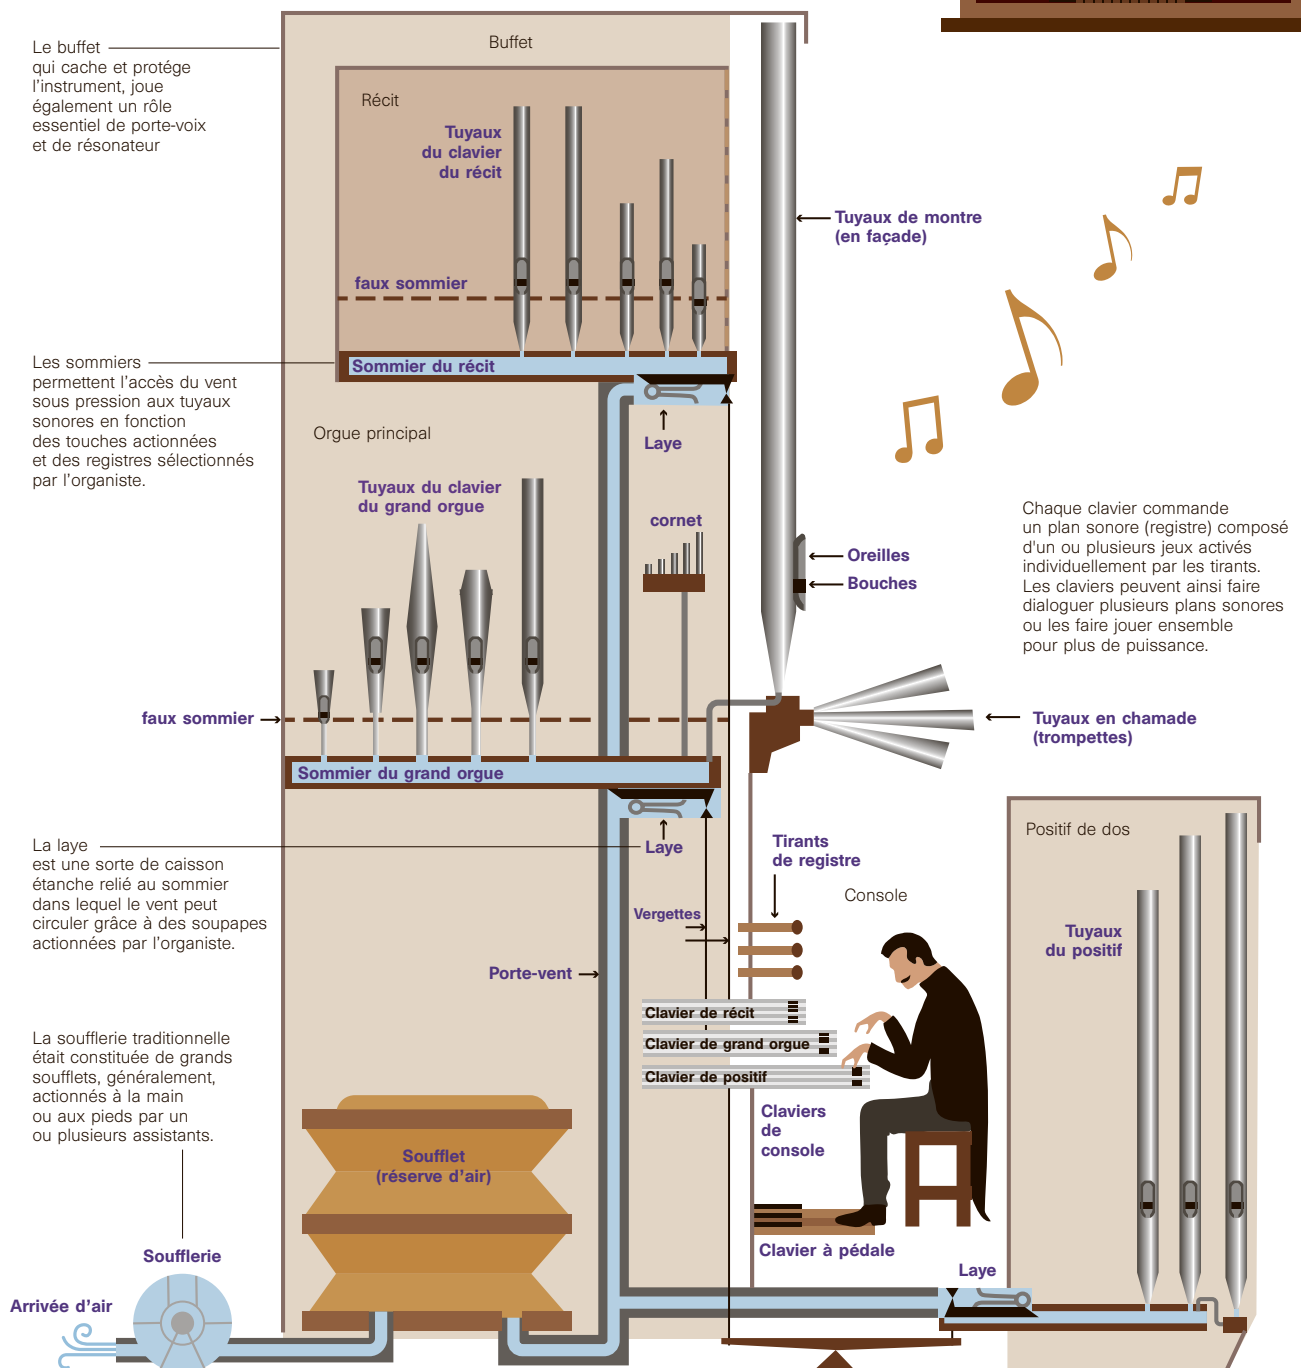 Le buffet
qui cache et protége
l'instrument, joue
également un rôle
essentiel de porte-voix
et de résonateur
Buffet
Récit
Tuyaux
du clavier
du récit
faux sommier
Sommier du récit
Tuyaux de montre
(en façade)
Les sommiers
permettent l'accès du vent
sous pression aux tuyaux
sonores en fonction
des touches actionnées
et des registres sélectionnés
par l'organiste.
Laye
Orgue principal
Tuyaux du clavier
du grand orgue
cornet
Oreilles
Bouches
Chaque clavier commande
un plan sonore (registre) composé
d'un ou plusieurs jeux activés
individuellement par les tirants.
Les claviers peuvent ainsi faire
dialoguer plusieurs plans sonores
ou les faire jouer ensemble
pour plus de puissance.
faux sommier
Tuyaux en chamade
(trompettes)
Sommier du grand orgue
La laye
est une sorte de caisson
étanche relié au sommier
dans lequel le vent peut
circuler grâce à des soupapes
actionnées par l'organiste.
Laye
Tirants
de registre
Console
Positif de dos
Vergettes
Tuyaux
du positif
Porte-vent
Clavier de récit
Clavier de grand orgue
Clavier de positif
Claviers
de
console
La soufflerie traditionnelle
était constituée de grands
soufflets, généralement,
actionnés à la main
ou aux pieds par un
ou plusieurs assistants.
Soufflet
(réserve d'air)
Clavier à pédale
Soufflerie
Laye
Arrivée d'air